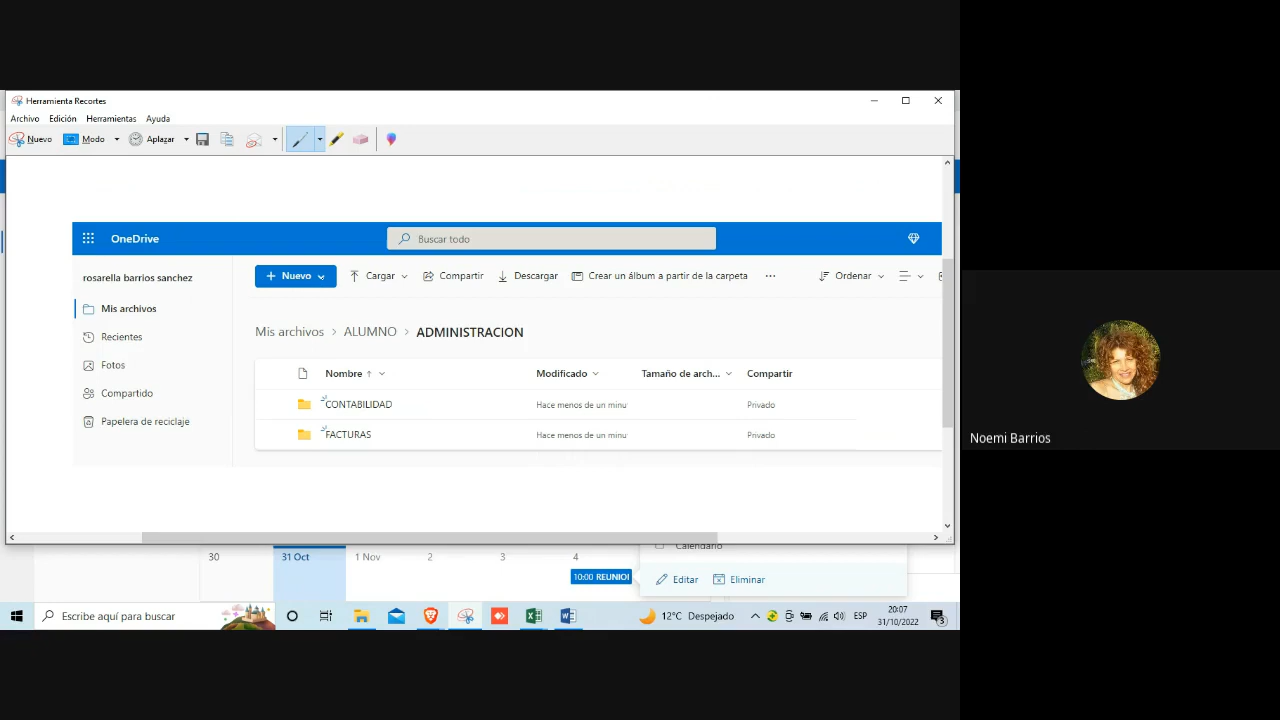 Herramienta Recortes
Archivo Edición Herramientas Ayuda
Nuevo Modo Aplazar
OneDrive Buscar todo
rosarella barrios sanchez
Nuevo Cargar Compartir Descargar Crear un álbum a partir de la carpeta ··· Ordenar
Mis archivos
Recientes
Fotos
Compartido
Papelera de reciclaje
Mis archivos > ALUMNO > ADMINISTRACION
Nombre ↑ Modificado Tamaño de arch... Compartir
CONTABILIDAD Hace menos de un minu Privado
FACTURAS Hace menos de un minu Privado
Calendario
30 31 Oct 1 Nov 2 3 4
10:00 REUNIOI
Editar Eliminar
Escribe aquí para buscar
12°C Despejado
ESP
20:07
31/10/2022
3
Noemi Barrios